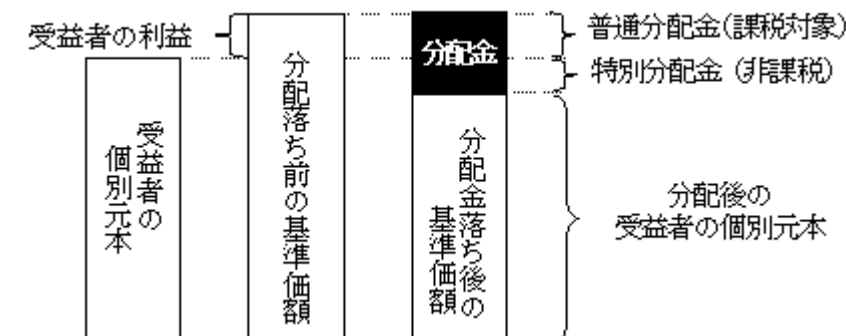 受益者の利益
受益者の
個別元本
分配落ち前の基準価額
分配金
分配金落ち後の
基準価額
普通分配金(課税対象)
特別分配金 (非課税)
分配後の
受益者の個別元本